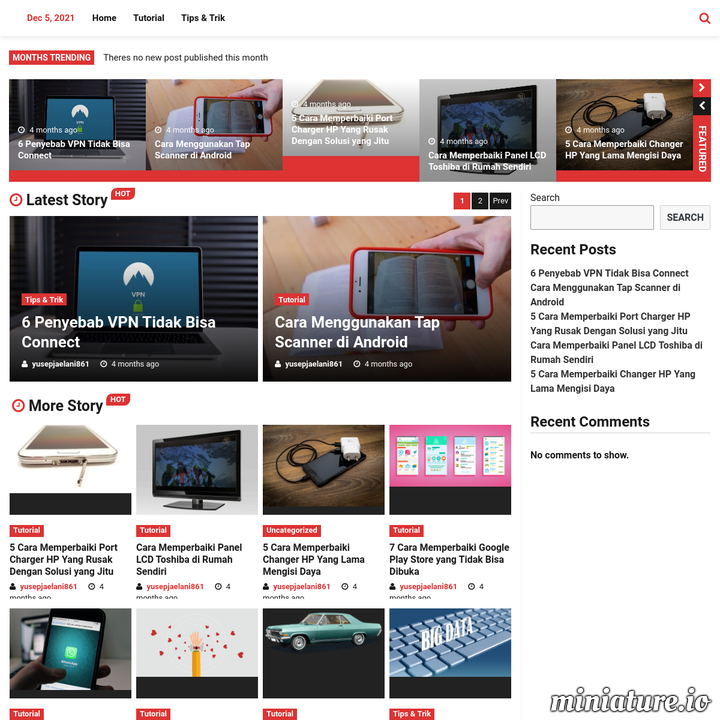 Dec 5, 2021 Home Tutorial Tips & Trik
MONTHS TRENDING Theres no new post published this month
4 months ago
6 Penyebab VPN Tidak Bisa
Connect
4 months ago
Cara Menggunakan Tap
Scanner di Android
4 months ago
5 Cara Memperbaiki Port
Charger HP Yang Rusak
Dengan Solusi yang Jitu
4 months ago
Cara Memperbaiki Panel LCD
Toshiba di Rumah Sendiri
4 months ago
5 Cara Memperbaiki Changer
HP Yang Lama Mengisi Daya
FEATURED
Latest Story HOT
1 2 Prev
VPN
Tips & Trik
6 Penyebab VPN Tidak Bisa
Connect
yusepjaelani861 4 months ago
Tutorial
Cara Menggunakan Tap
Scanner di Android
yusepjaelani861 4 months ago
Search
SEARCH
Recent Posts
6 Penyebab VPN Tidak Bisa Connect
Cara Menggunakan Tap Scanner di
Android
5 Cara Memperbaiki Port Charger HP
Yang Rusak Dengan Solusi yang Jitu
Cara Memperbaiki Panel LCD Toshiba di
Rumah Sendiri
5 Cara Memperbaiki Changer HP Yang
Lama Mengisi Daya
Recent Comments
No comments to show.
More Story HOT
Tutorial
5 Cara Memperbaiki Port
Charger HP Yang Rusak
Dengan Solusi yang Jitu
yusepjaelani861 4
months ago
Tutorial
Cara Memperbaiki Panel
LCD Toshiba di Rumah
Sendiri
yusepjaelani861 4
months ago
Uncategorized
5 Cara Memperbaiki
Changer HP Yang Lama
Mengisi Daya
yusepjaelani861 4
months ago
Tutorial
7 Cara Memperbaiki Google
Play Store yang Tidak Bisa
Dibuka
yusepjaelani861 4
months ago
WhatsApp
BIG DATA
Tutorial
Tutorial
Tutorial
Tips & Trik
miniature.io